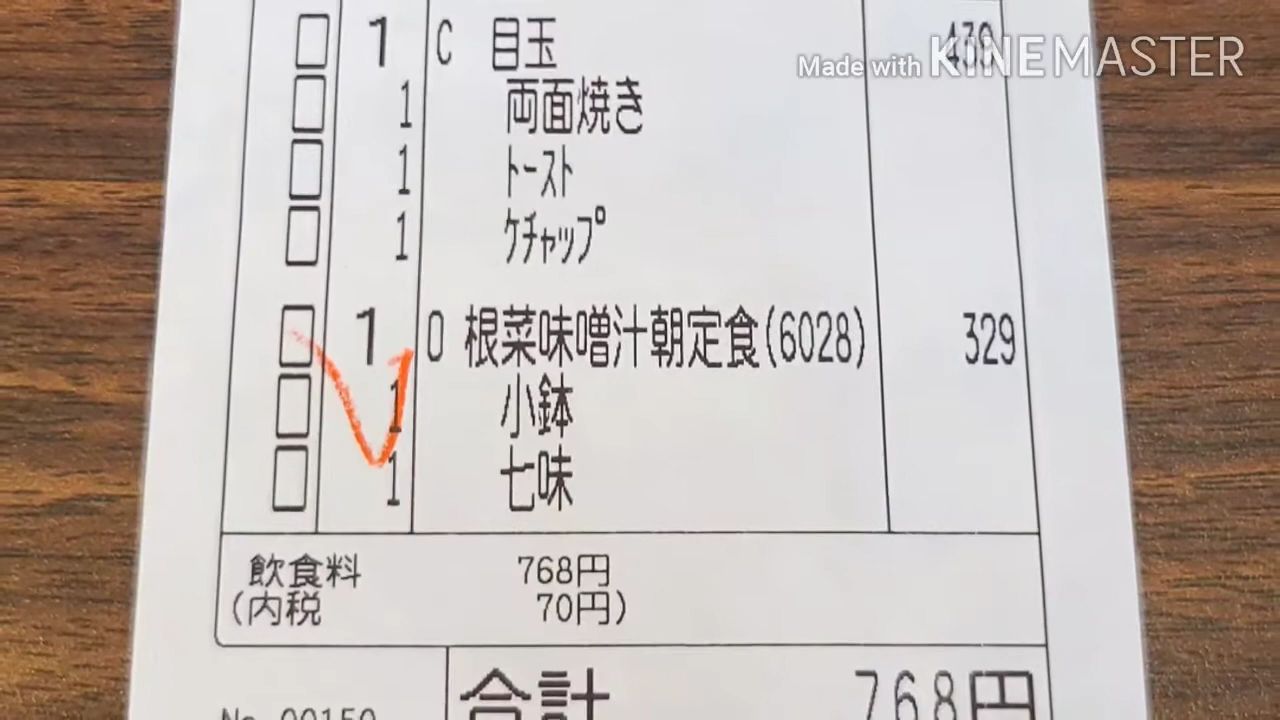 1 C 目玉 439
Made with KINEMASTER
1 両面焼き
1 トースト
1 ケチャップ
1 O 根菜味噌汁朝定食(6028) 329
1 小鉢
1 七味
飲食料 768円
(内税 70円)
合計 768円
No 00150